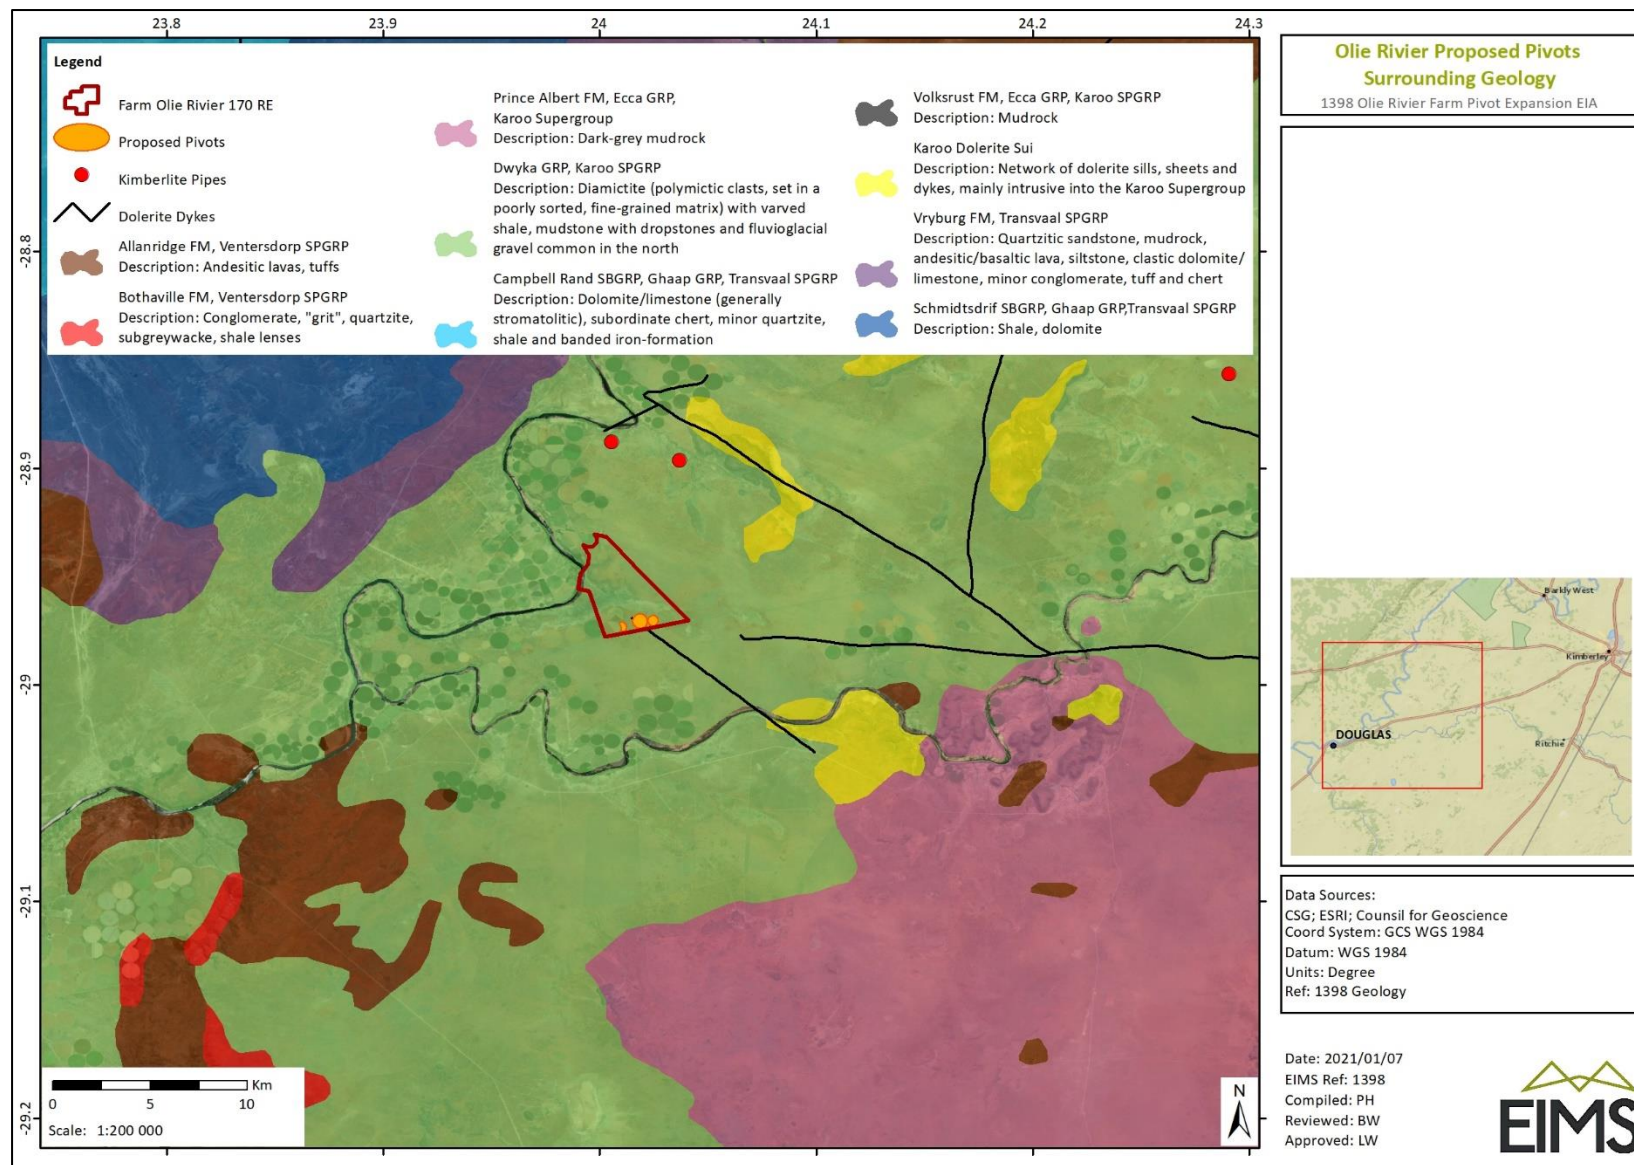 23.8
23.9
24
24.1
24.2
24.3
-28.8
-28.9
-29
-29.1
-29.2
Legend
Farm Olie Rivier 170 RE
Proposed Pivots
Kimberlite Pipes
Dolerite Dykes
Allanridge FM, Ventersdorp SPGRP
Description: Andesitic lavas, tuffs
Bothaville FM, Ventersdorp SPGRP
Description: Conglomerate, "grit", quartzite,
subgreywacke, shale lenses
Prince Albert FM, Ecca GRP,
Karoo Supergroup
Description: Dark-grey mudrock
Dwyka GRP, Karoo SPGRP
Description: Diamictite (polymictic clasts, set in a
poorly sorted, fine-grained matrix) with varved
shale, mudstone with dropstones and fluvioglacial
gravel common in the north
Campbell Rand SBGRP, Ghaap GRP, Transvaal SPGRP
Description: Dolomite/limestone (generally
stromatolitic), subordinate chert, minor quartzite,
shale and banded iron-formation
Volksrust FM, Ecca GRP, Karoo SPGRP
Description: Mudrock
Karoo Dolerite Sui
Description: Network of dolerite sills, sheets and
dykes, mainly intrusive into the Karoo Supergroup
Vryburg FM, Transvaal SPGRP
Description: Quartzitic sandstone, mudrock,
andesitic/basaltic lava, siltstone, clastic dolomite/
limestone, minor conglomerate, tuff and chert
Schmidtsdrif SBGRP, Ghaap GRP,Transvaal SPGRP
Description: Shale, dolomite
Km
0 5 10
Scale: 1:200 000
N
Olie Rivier Proposed Pivots
Surrounding Geology
1398 Olie Rivier Farm Pivot Expansion EIA
Barkly West
Kimberley
DOUGLAS
Ritchie
Data Sources:
CSG; ESRI; Counsil for Geoscience
Coord System: GCS WGS 1984
Datum: WGS 1984
Units: Degree
Ref: 1398 Geology
Date: 2021/01/07
EIMS Ref: 1398
Compiled: PH
Reviewed: BW
Approved: LW
EIMS